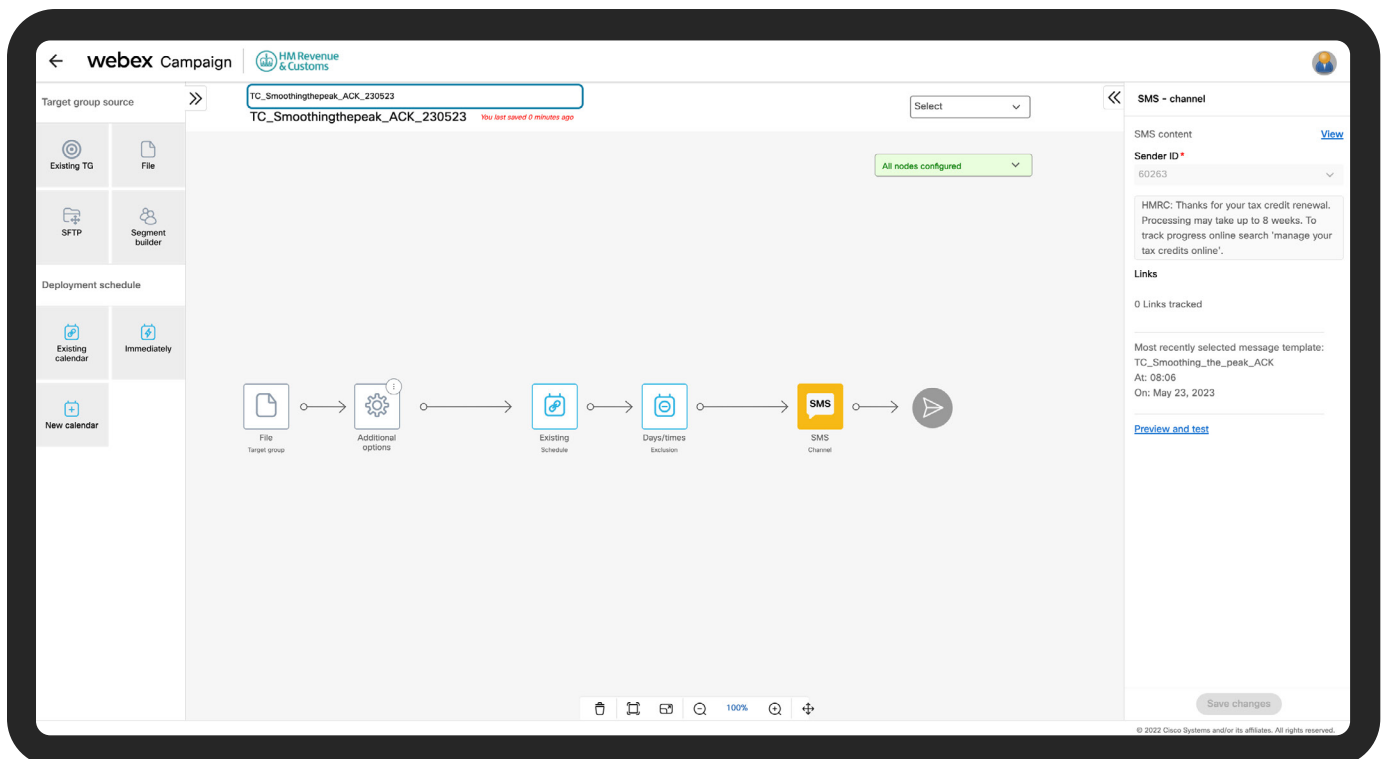 webex Campaign
HM Revenue
& Customs
Target group source
Existing TG
File
SFTP
Segment
builder
Deployment schedule
Existing
calendar
Immediately
New calendar
TC_Smoothingthepeak_ACK_230523
TC_Smoothingthepeak_ACK_230523
You last saved 0 minutes ago
Select
All nodes configured
File
Target group
Additional
options
Existing
Schedule
Days/times
Exclusion
SMS
SMS
Channel
100%
SMS - channel
SMS content
View
Sender ID*
60263
HMRC: Thanks for your tax credit renewal.
Processing may take up to 8 weeks. To
track progress online search 'manage your
tax credits online'.
Links
0 Links tracked
Most recently selected message template:
TC_Smoothing_the_peak_ACK
At: 08:06
On: May 23, 2023
Preview and test
Save changes
© 2022 Cisco Systems and/or its affiliates. All rights reserved.